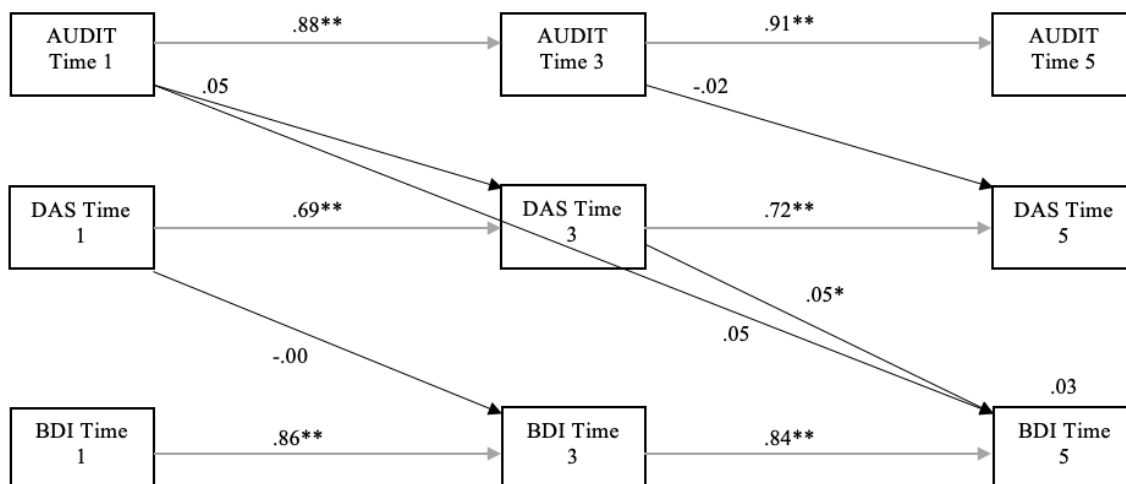 .88**
.91**
AUDIT
Time 1
AUDIT
Time 3
AUDIT
Time 5
.05
-.02
DAS Time
1
.69**
DAS Time
3
.72**
DAS Time
5
.05*
.05
-.00
.03
BDI Time
1
.86**
BDI Time
3
.84**
BDI Time
5